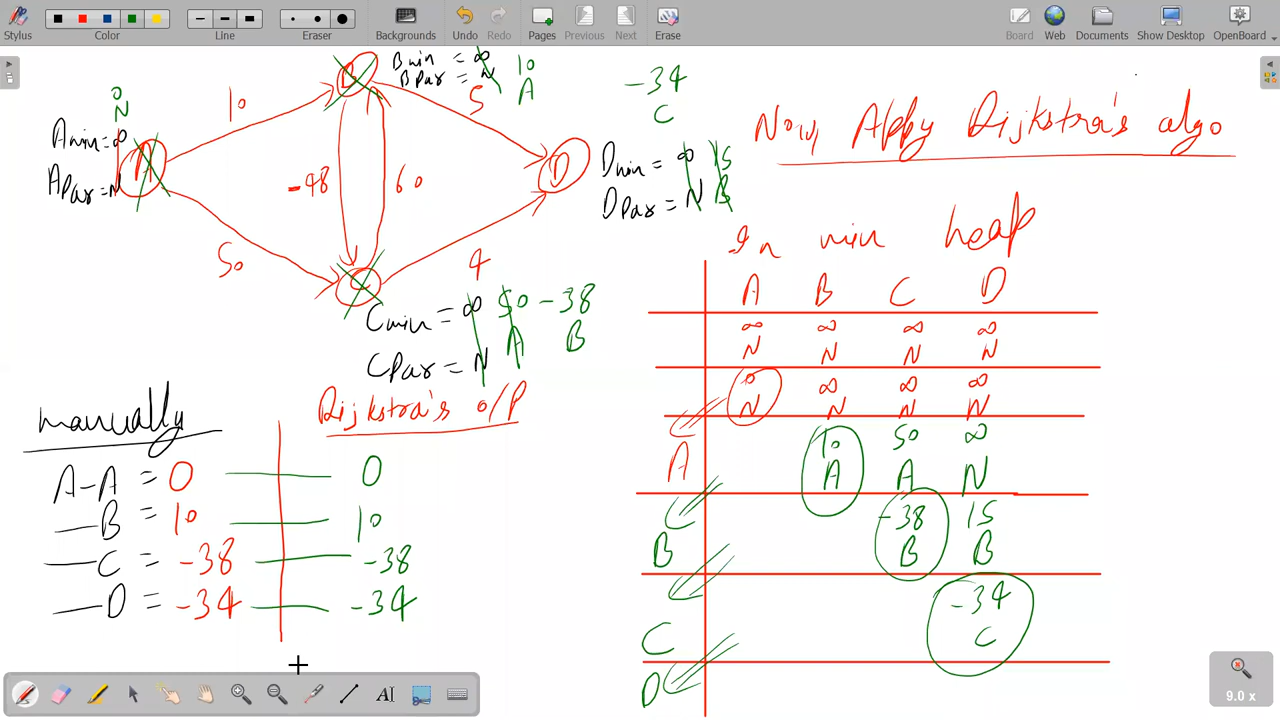 Stylus
Color
Line
Eraser
Backgrounds
Undo
Redo
Pages
Previous
Next
Erase
Board
Web
Documents
Show Desktop
OpenBoard
0
N
Amin = ∞
APar = N
A
10
50
Bmin = ∞ 10
BPar = N A
B
-48
60
5
4
C
Cmin = ∞ 50 -38
CPar = N A B
D
-34
C
Dmin = ∞ 15
DPar = N B
Now Appy Dijkstra's algo
In min heap
A B C D
∞ ∞ ∞ ∞
N N N N
0 ∞ ∞ ∞
N N N N
10 50 ∞
A A A N
-38 15
B B B
-34
C C
D
manually
Dijkstra's o/p
A-A = 0 0
-B = 10 10
-C = -38 -38
-D = -34 -34
9.0 x